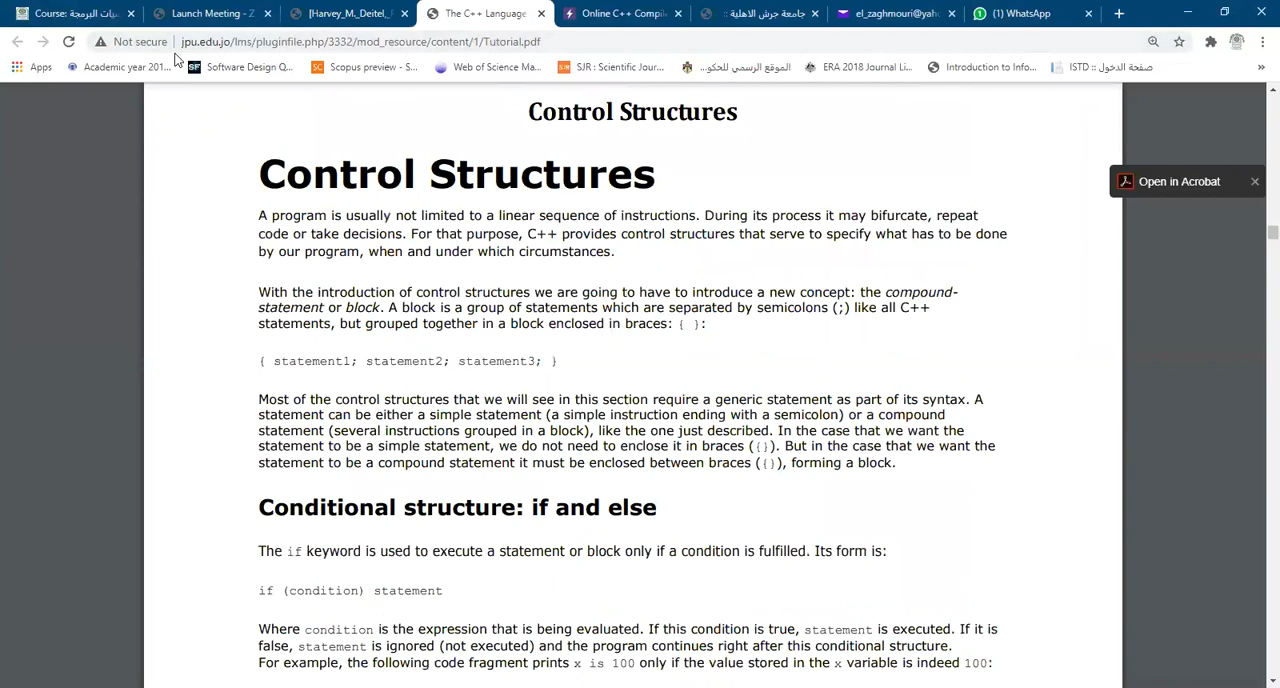 Course: سيات البرمجة
Launch Meeting - Z
[Harvey_M._Deitel,_F
The C++ Language
Online C++ Compil
جامعة جرش الاهلية ::
el_zaghmouri@yah
(1) WhatsApp
Not secure
jpu.edu.jo/lms/pluginfile.php/3332/mod_resource/content/1/Tutorial.pdf
Apps
Academic year 201...
SF Software Design Q...
SC Scopus preview - S...
Web of Science Ma...
SJR SJR : Scientific Jour...
الموقع الرسمي للحكو...
ERA 2018 Journal Li...
Introduction to Info...
ISTD :: صفحة الدخول
»
Open in Acrobat
Control Structures
Control Structures
A program is usually not limited to a linear sequence of instructions. During its process it may bifurcate, repeat
code or take decisions. For that purpose, C++ provides control structures that serve to specify what has to be done
by our program, when and under which circumstances.
With the introduction of control structures we are going to have to introduce a new concept: the compound-
statement or block. A block is a group of statements which are separated by semicolons (;) like all C++
statements, but grouped together in a block enclosed in braces: { }:
{ statement1; statement2; statement3; }
Most of the control structures that we will see in this section require a generic statement as part of its syntax. A
statement can be either a simple statement (a simple instruction ending with a semicolon) or a compound
statement (several instructions grouped in a block), like the one just described. In the case that we want the
statement to be a simple statement, we do not need to enclose it in braces ({}). But in the case that we want the
statement to be a compound statement it must be enclosed between braces ({}), forming a block.
Conditional structure: if and else
The if keyword is used to execute a statement or block only if a condition is fulfilled. Its form is:
if (condition) statement
Where condition is the expression that is being evaluated. If this condition is true, statement is executed. If it is
false, statement is ignored (not executed) and the program continues right after this conditional structure.
For example, the following code fragment prints x is 100 only if the value stored in the x variable is indeed 100: